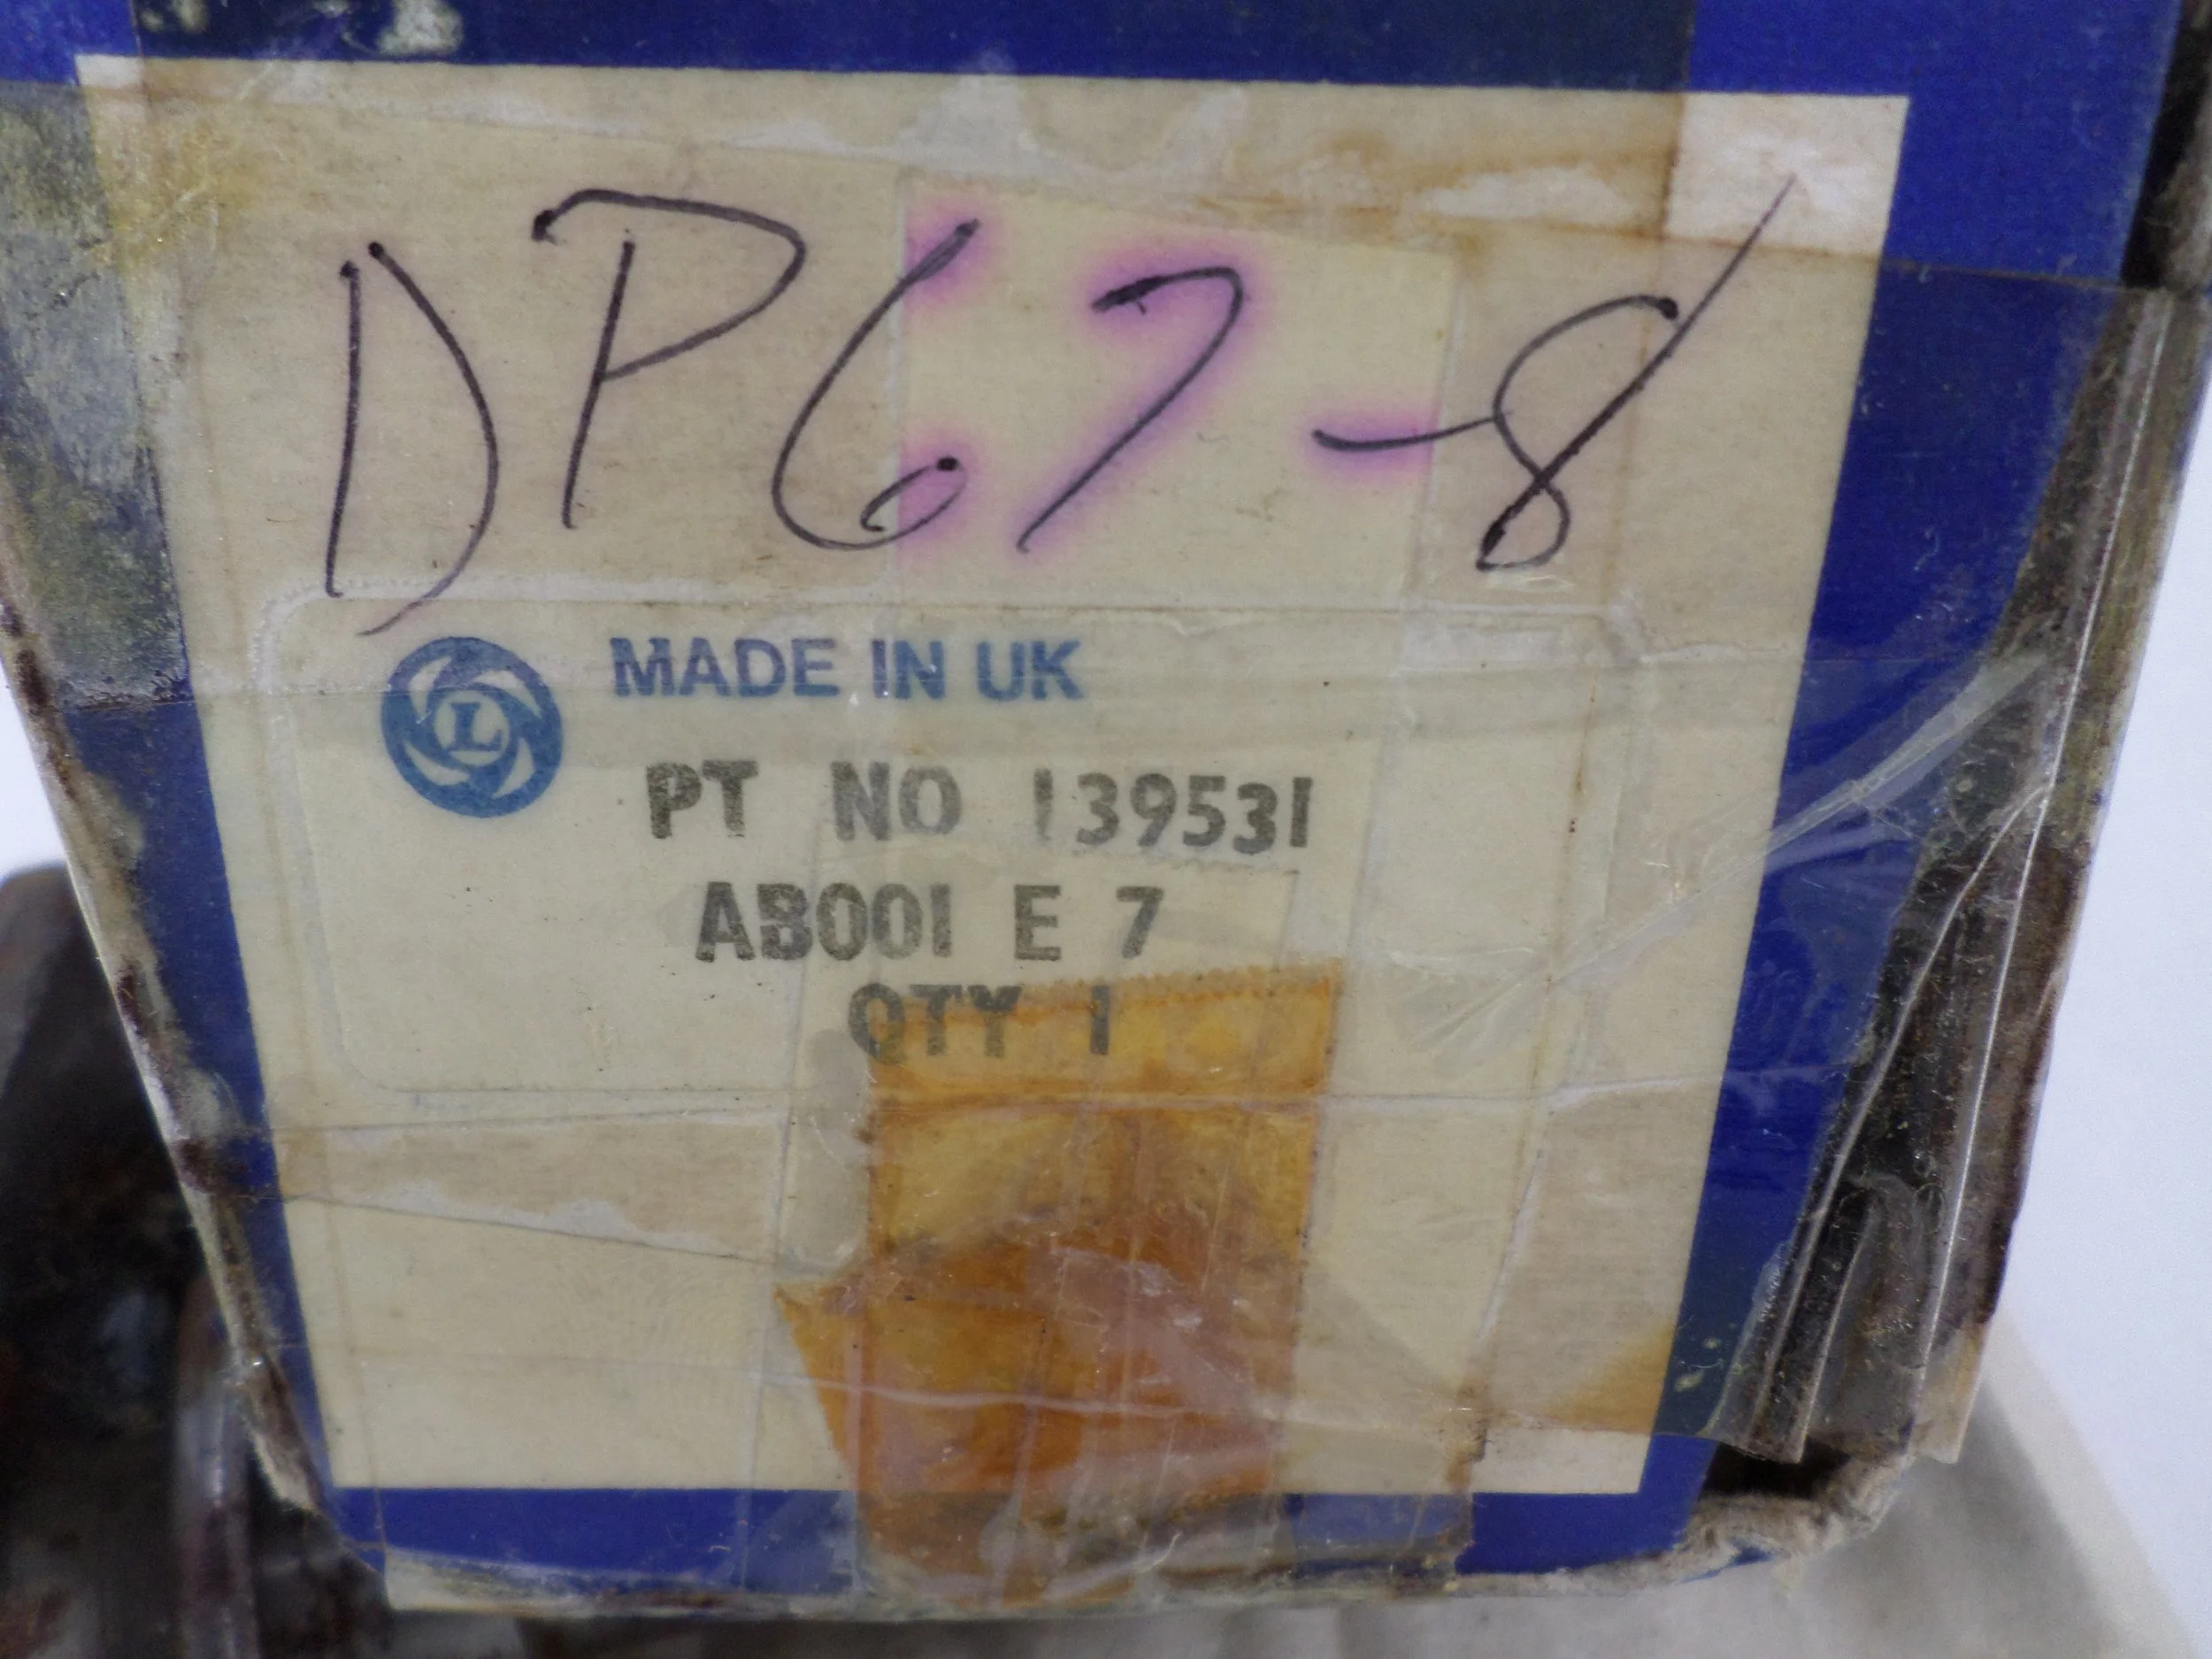 DP67-8
L
MADE IN UK
PT NO 139531
AB001 E 7
QTY 1